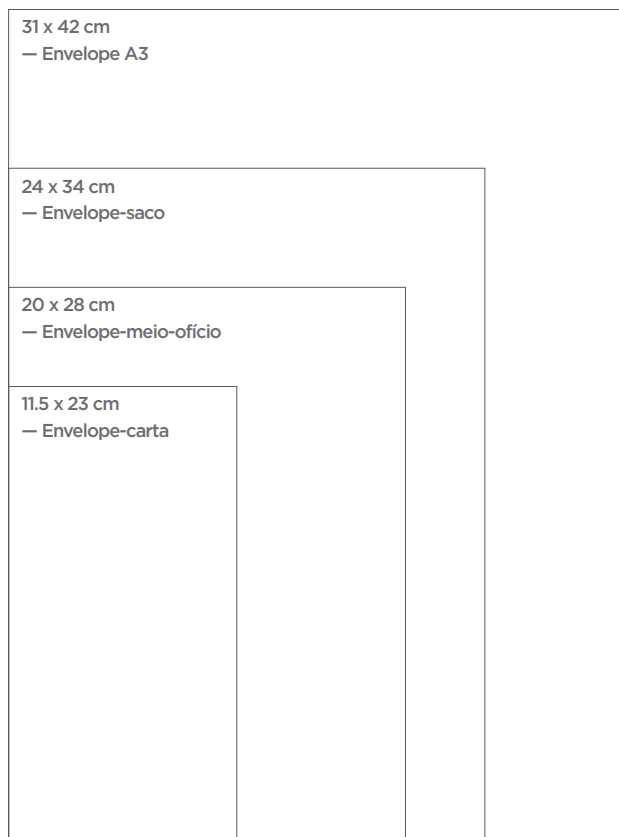 31 x 42 cm
— Envelope A3
24 x 34 cm
— Envelope-saco
20 x 28 cm
— Envelope-meio-ofício
11.5 x 23 cm
— Envelope-carta